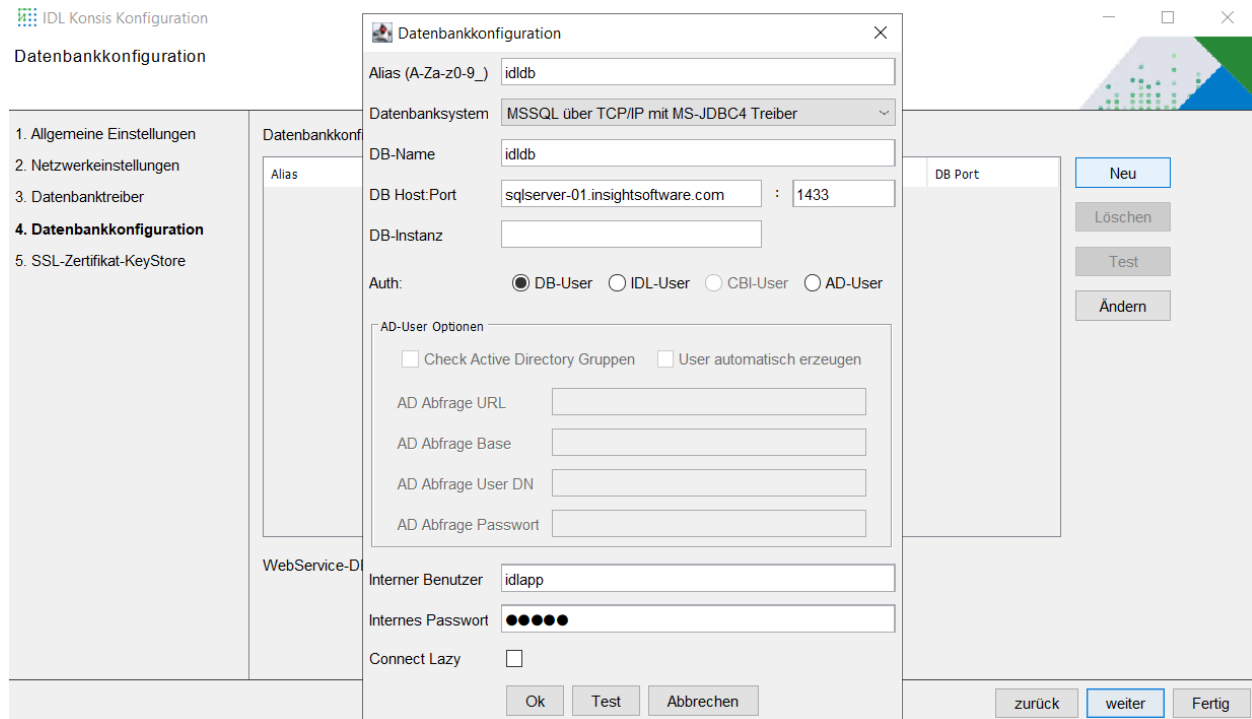 IDL Konsis Konfiguration
Datenbankkonfiguration
1. Allgemeine Einstellungen
2. Netzwerkeinstellungen
3. Datenbanktreiber
4. Datenbankkonfiguration
5. SSL-Zertifikat-KeyStore
Datenbankkonf
Alias
DB Port
Neu
Löschen
Test
Ändern
WebService-D
Datenbankkonfiguration
Alias (A-Za-z0-9_) idldb
Datenbanksystem MSSQL über TCP/IP mit MS-JDBC4 Treiber
DB-Name idldb
DB Host:Port sqlserver-01.insightsoftware.com : 1433
DB-Instanz
Auth: DB-User IDL-User CBI-User AD-User
AD-User Optionen
Check Active Directory Gruppen User automatisch erzeugen
AD Abfrage URL
AD Abfrage Base
AD Abfrage User DN
AD Abfrage Passwort
Interner Benutzer idlapp
Internes Passwort ●●●●●
Connect Lazy
Ok Test Abbrechen
zurück weiter Fertig